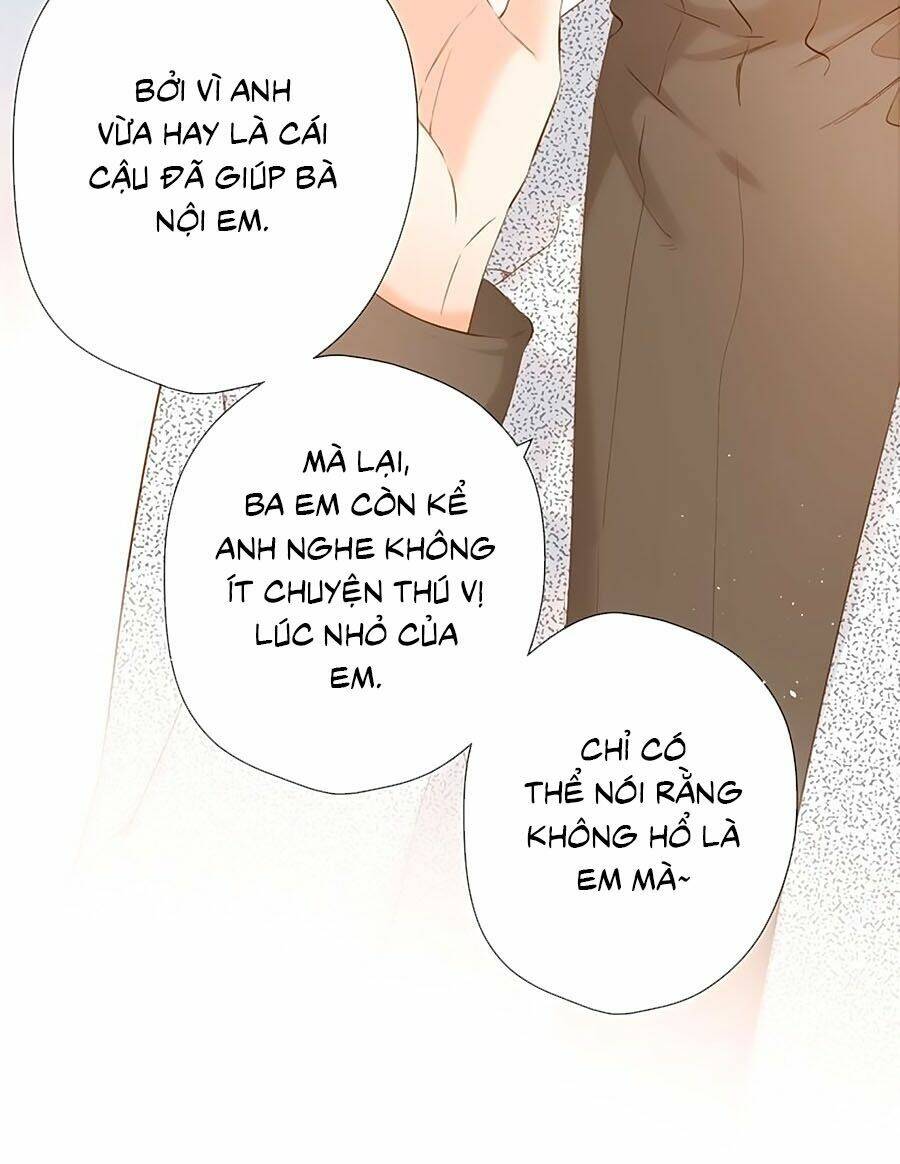 BỞI VÌ ANH
VỪA HAY LÀ CÁI
CẬU ĐÃ GIÚP BÀ
NỘI EM.
MÀ LẠI,
BA EM CÒN KỂ
ANH NGHE KHÔNG
ÍT CHUYỆN THÚ VỊ
LÚC NHỎ CỦA
EM.
CHỈ CÓ
THỂ NÓI RẰNG
KHÔNG HỔ LÀ
EM MÀ~